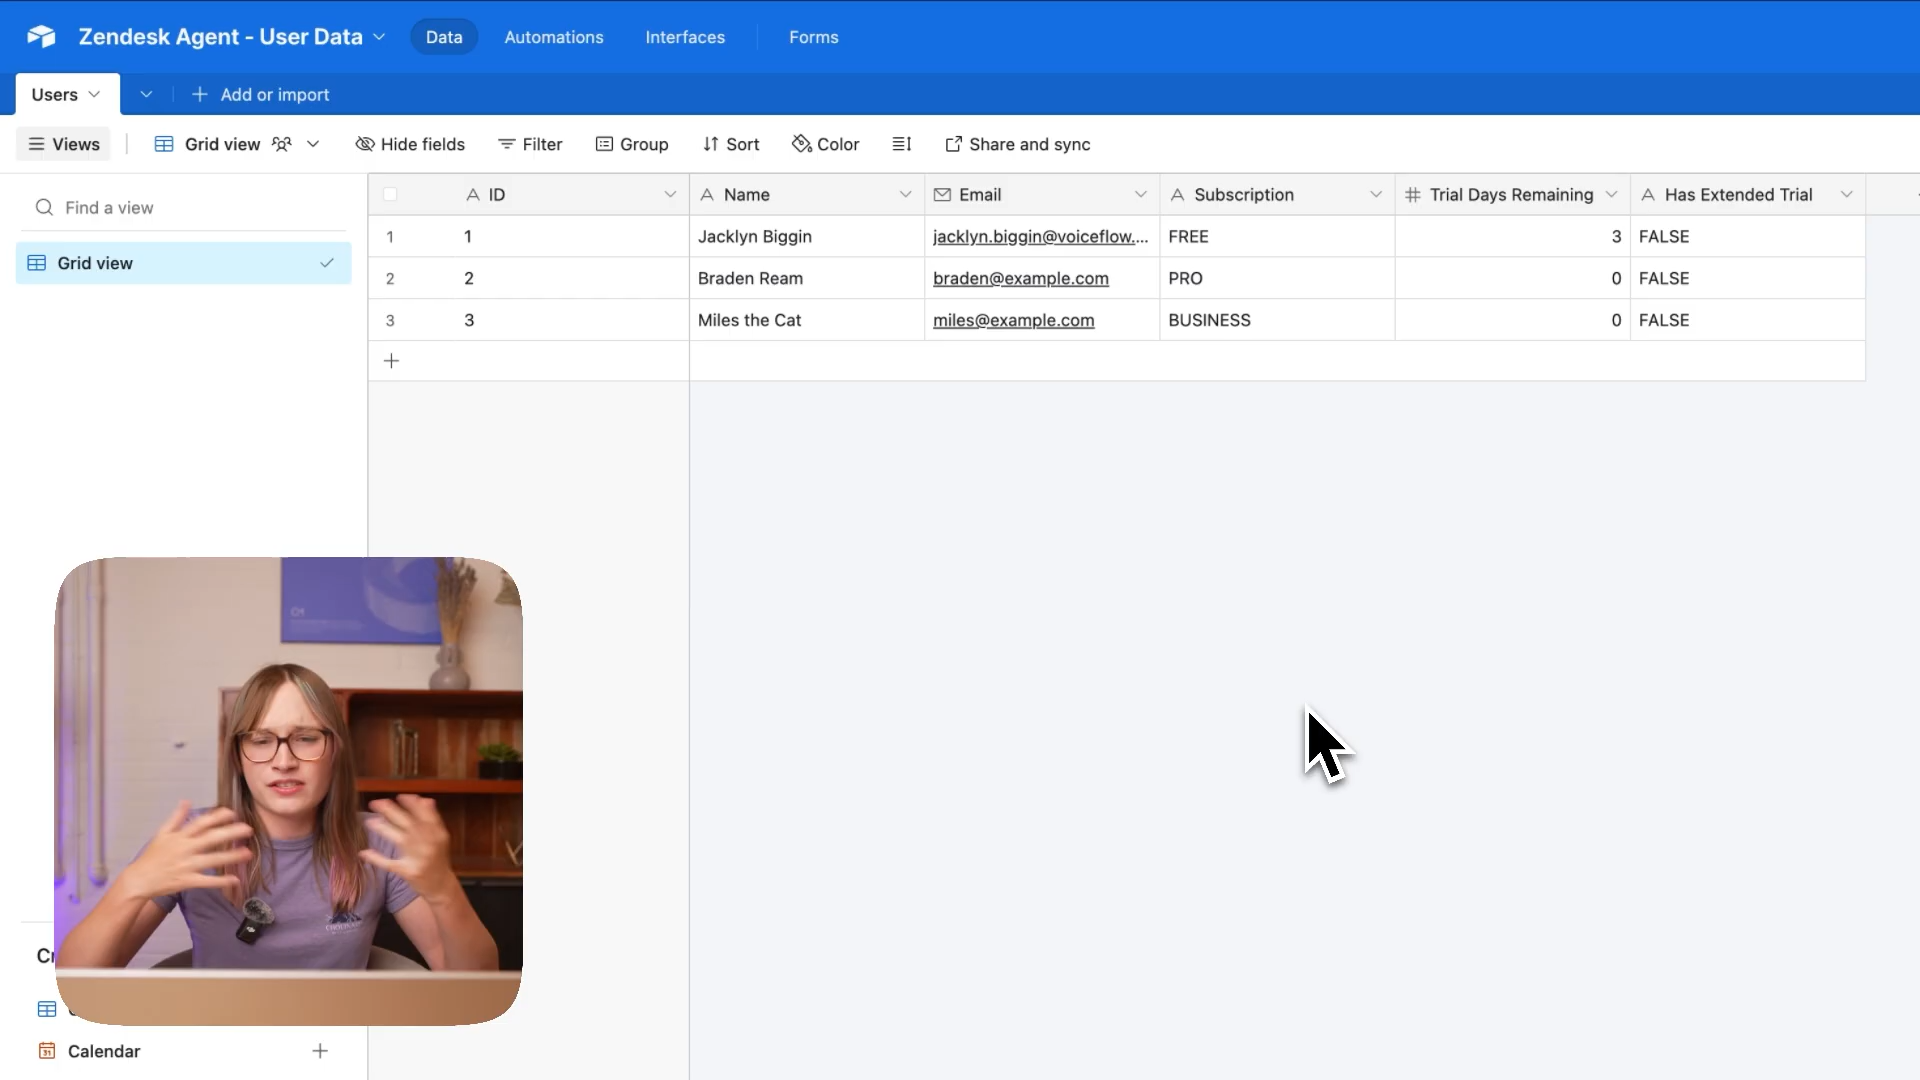 Zendesk Agent - User Data
Data
Automations
Interfaces
Forms
Users
Add or import
Views
Grid view
Hide fields
Filter
Group
Sort
Color
Share and sync
Find a view
Grid view
ID Name Email Subscription Trial Days Remaining Has Extended Trial
1 1 Jacklyn Biggin jacklyn.biggin@voiceflow.... FREE 3 FALSE
2 2 Braden Ream braden@example.com PRO 0 FALSE
3 3 Miles the Cat miles@example.com BUSINESS 0 FALSE
01
Cr
31
Calendar